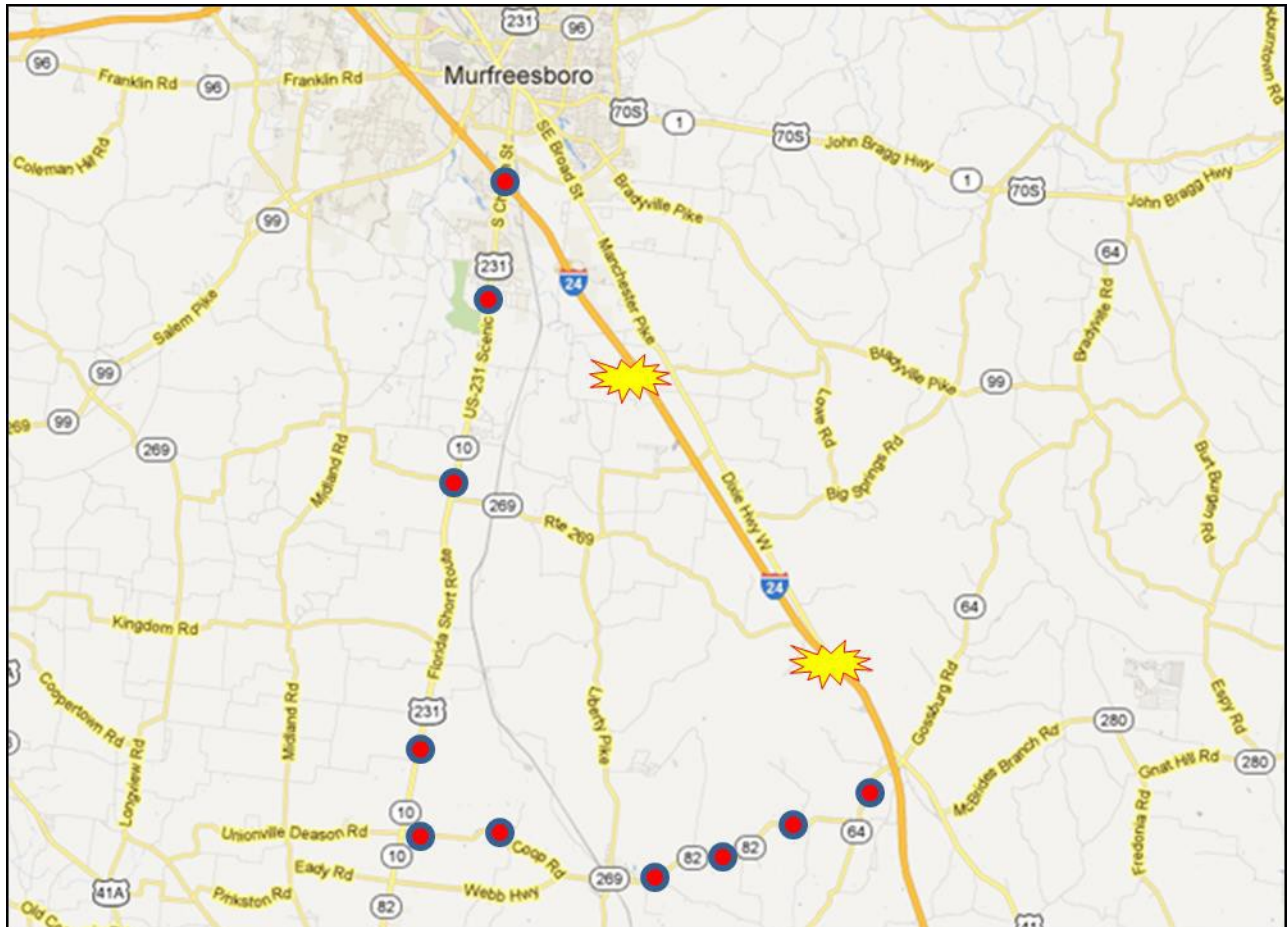 231
96
96
Franklin Rd
96
Franklin Rd
Murfreesboro
70S
1
70S
John Bragg Hwy
1
70S
John Bragg Hwy
SE Broad St
Coleman Hill Rd
Bradyville Pike
99
64
231
24
Manchester Pike
Salem Pike
Bradyville Rd
US-231 Scenic
99
Bradyville Pike
99
99
269
Lowe Rd
10
Midland Rd
Burt Burgen Rd
Big Springs Rd
Dixie Hwy W
269
Rte 269
Florida Short Route
24
64
Kingdom Rd
Coopertown Rd
Midland Rd
231
Liberty Pike
Gossburg Rd
Espy Rd
280
McBrides Branch Rd
Gnat Hill Rd
280
Longview Rd
10
Unionville Deason Rd
10
Coop Rd
82
82
64
Fredonia Rd
Eady Rd
Webb Hwy
269
41A
Pinkston Rd
82
41